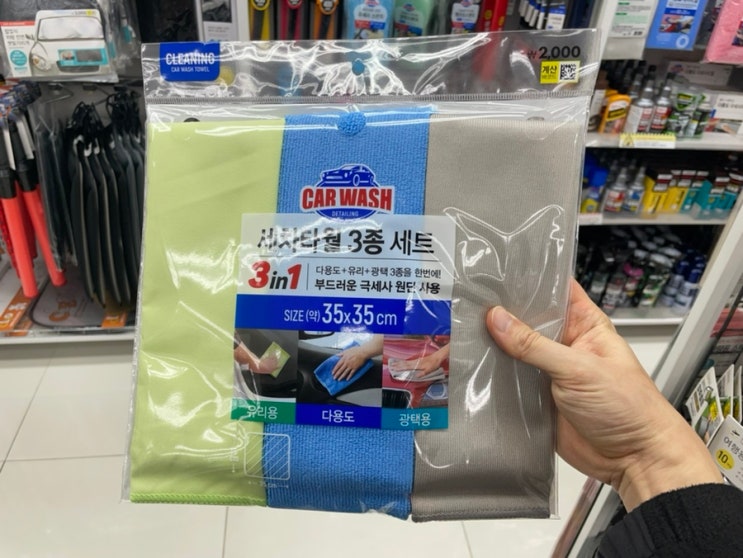 CLEANING
CAR WASH TOWEL
2,000
계산
CAR WASH
DETAILING
세차타월 3종 세트
3in1
다용도+유리+광택 3종을 한번에!
부드러운 극세사 원단 사용
SIZE (약) 35x35cm
유리용
다용도
광택용
10